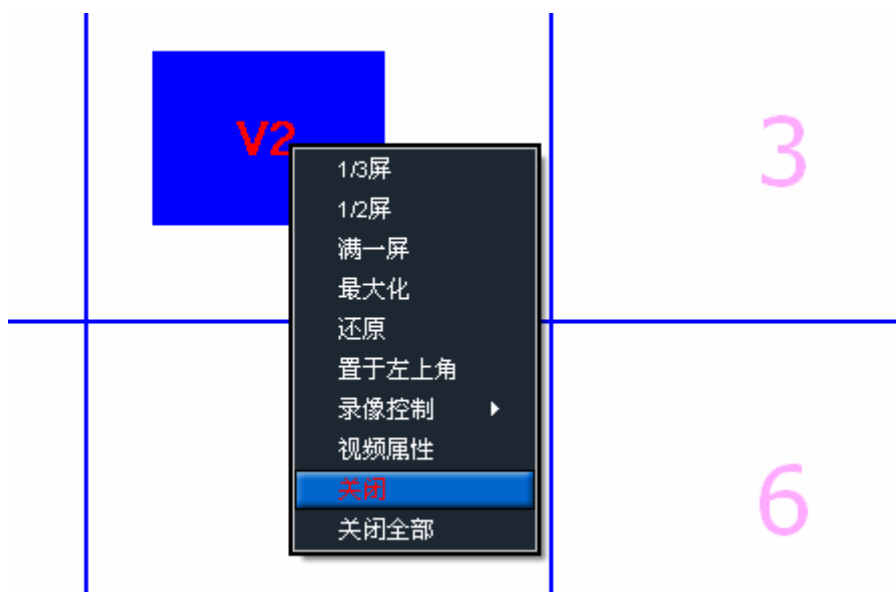 V2
3
1/3屏
1/2屏
满一屏
最大化
还原
置于左上角
录像控制
视频属性
关闭
关闭全部
6